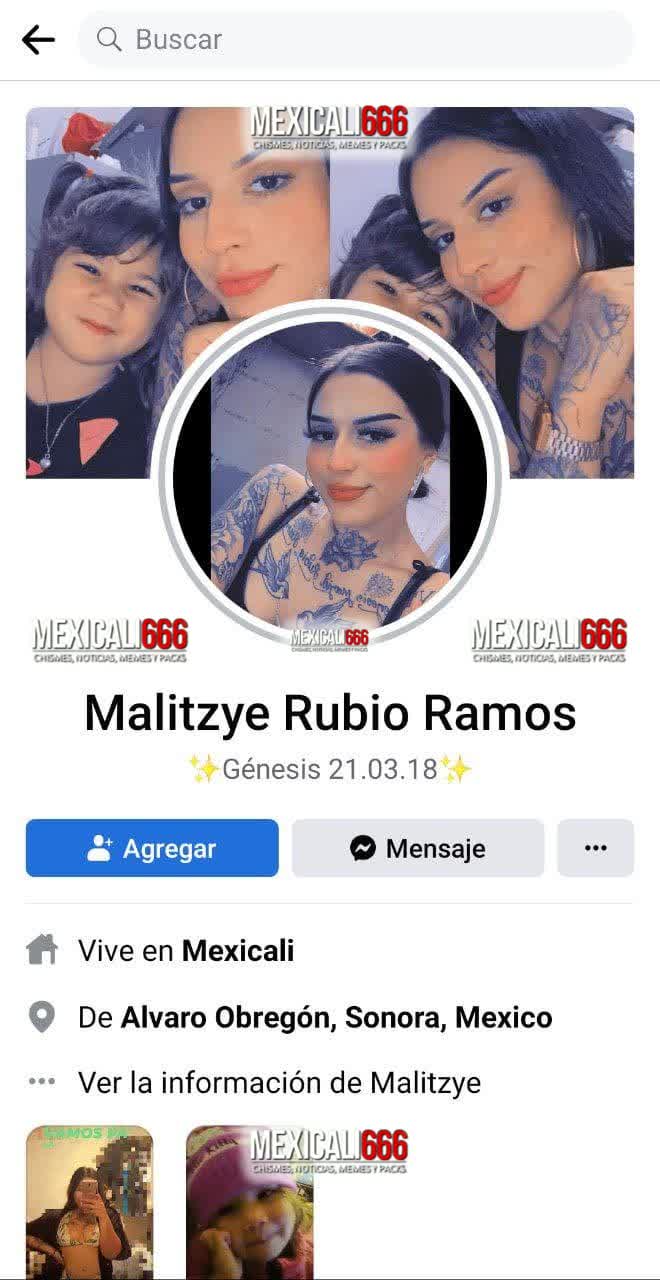 Buscar
MEXICALI666
CHISMES, NOTICIAS, MEMES Y PACKS
MEXICALI666
CHISMES, NOTICIAS, MEMES Y PACKS
MEXICALI666
CHISMES, NOTICIAS, MEMES Y PACKS
MEXICALI666
CHISMES, NOTICIAS, MEMES Y PACKS
Malitzye Rubio Ramos
✨Génesis 21.03.18✨
Agregar
Mensaje
Vive en Mexicali
De Alvaro Obregón, Sonora, Mexico
Ver la información de Malitzye
MEXICALI666
CHISMES, NOTICIAS, MEMES Y PACKS